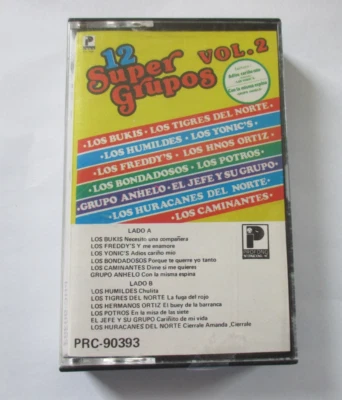 12
Super
Grupos
VOL.2
• LOS BUKIS • LOS TIGRES DEL NORTE •
• LOS HUMILDES • LOS YONIC'S •
• LOS FREDDY'S • LOS HNOS ORTIZ •
• LOS BONDADOSOS • LOS POTROS •
GRUPO ANHELO • EL JEFE Y SU GRUPO •
• LOS HURACANES DEL NORTE •
• LOS CAMINANTES •
LADO A
LOS BUKIS Necesito una compañera
LOS FREDDY'S Y me enamore
LOS YONIC'S Adios cariño mio
LOS BONDADOSOS Porque te quiero yo tanto
LOS CAMINANTES Dime si me quieres
GRUPO ANHELO Con la misma espina
LADO B
LOS HUMILDES Chulita
LOS TIGRES DEL NORTE La fuga del rojo
LOS HERMANOS ORTIZ El buey de la barranca
LOS POTROS En la misa de las siete
EL JEFE Y SU GRUPO Cariñito de mi vida
LOS HURACANES DEL NORTE Cierrale Amanda ,Cierrale
PRC-90393